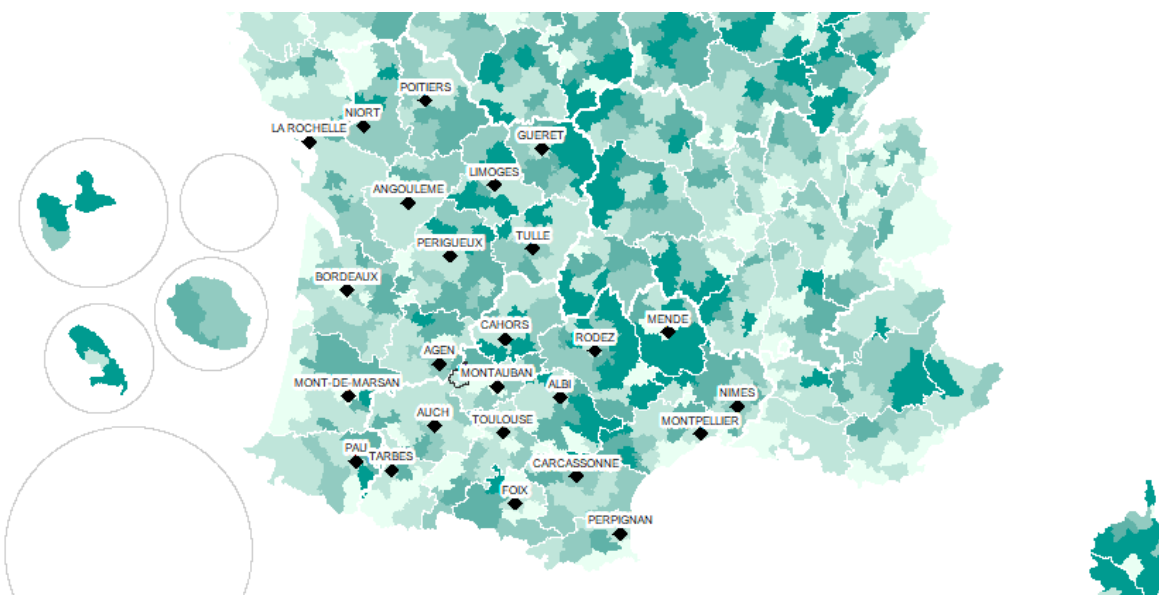 POITIERS
NIORT
LA ROCHELLE
GUERET
LIMOGES
ANGOULEME
PERIGUEUX
TULLE
BORDEAUX
CAHORS
MENDE
RODEZ
AGEN
MONTAUBAN
MONT-DE-MARSAN
ALBI
NIMES
AUCH
TOULOUSE
MONTPELLIER
PAU
TARBES
CARCASSONNE
FOIX
PERPIGNAN